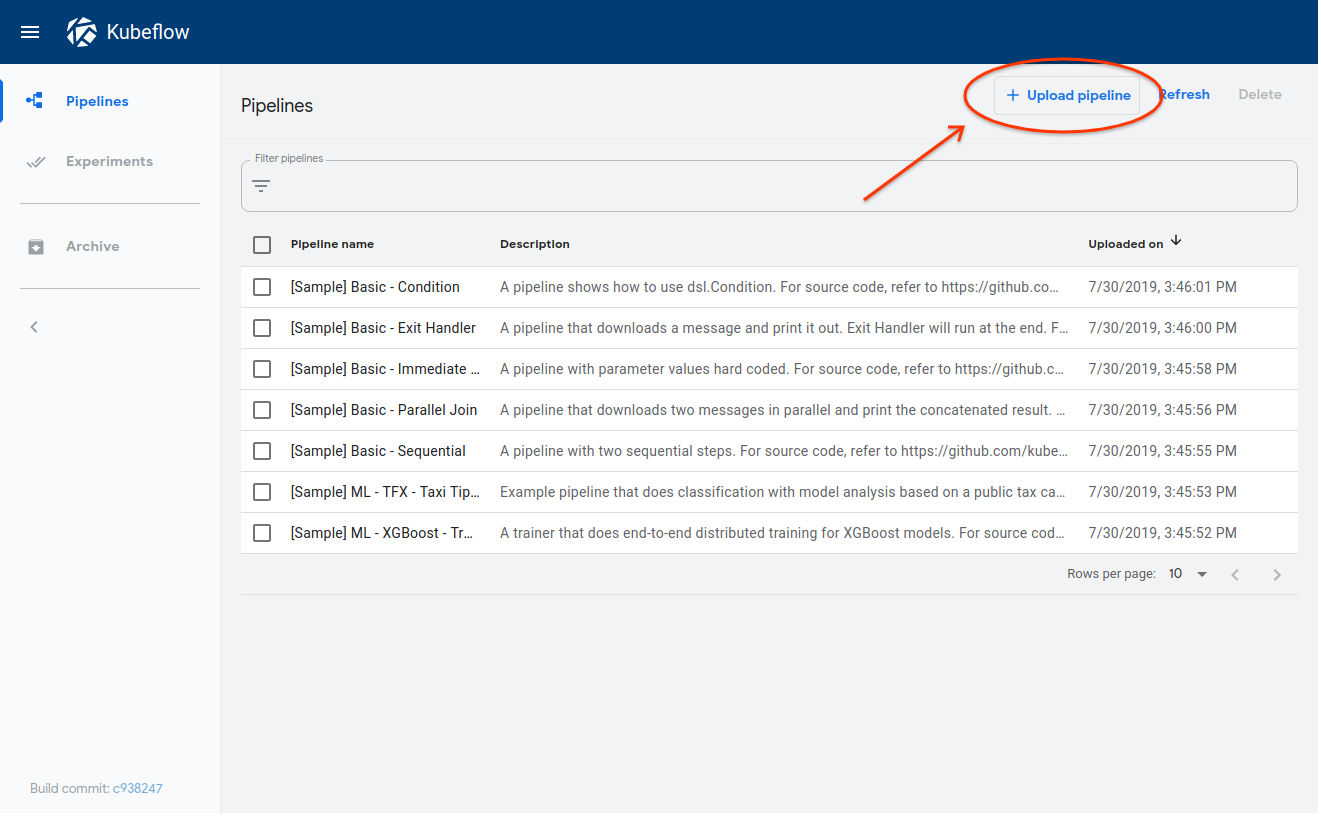 Kubeflow
Pipelines
Experiments
Archive
Build commit: c938247
Pipelines
+ Upload pipeline
Refresh
Delete
Filter pipelines
Pipeline name Description Uploaded on
[Sample] Basic - Condition A pipeline shows how to use dsl.Condition. For source code, refer to https://github.co... 7/30/2019, 3:46:01 PM
[Sample] Basic - Exit Handler A pipeline that downloads a message and print it out. Exit Handler will run at the end. F... 7/30/2019, 3:46:00 PM
[Sample] Basic - Immediate ... A pipeline with parameter values hard coded. For source code, refer to https://github.c... 7/30/2019, 3:45:58 PM
[Sample] Basic - Parallel Join A pipeline that downloads two messages in parallel and print the concatenated result. ... 7/30/2019, 3:45:56 PM
[Sample] Basic - Sequential A pipeline with two sequential steps. For source code, refer to https://github.com/kube... 7/30/2019, 3:45:55 PM
[Sample] ML - TFX - Taxi Tip... Example pipeline that does classification with model analysis based on a public tax ca... 7/30/2019, 3:45:53 PM
[Sample] ML - XGBoost - Tr... A trainer that does end-to-end distributed training for XGBoost models. For source cod... 7/30/2019, 3:45:52 PM
Rows per page: 10